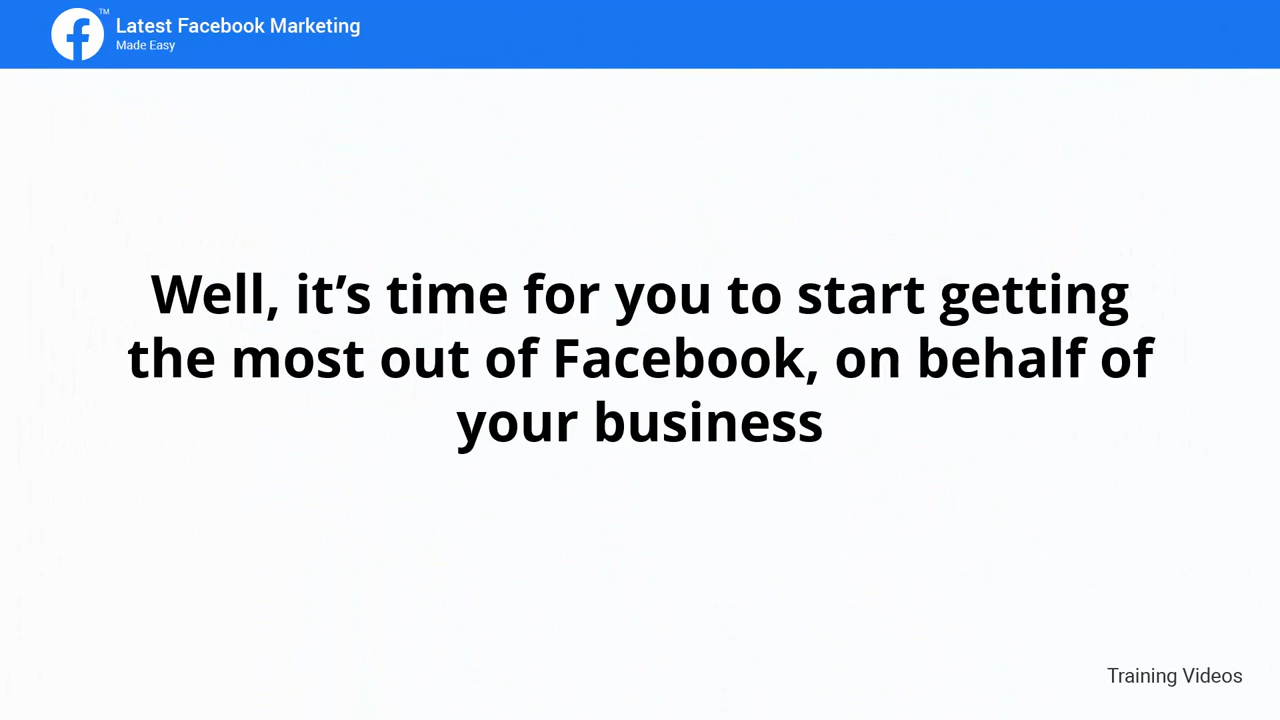 TM
Latest Facebook Marketing
Made Easy
Well, it’s time for you to start getting
the most out of Facebook, on behalf of
your business
Training Videos